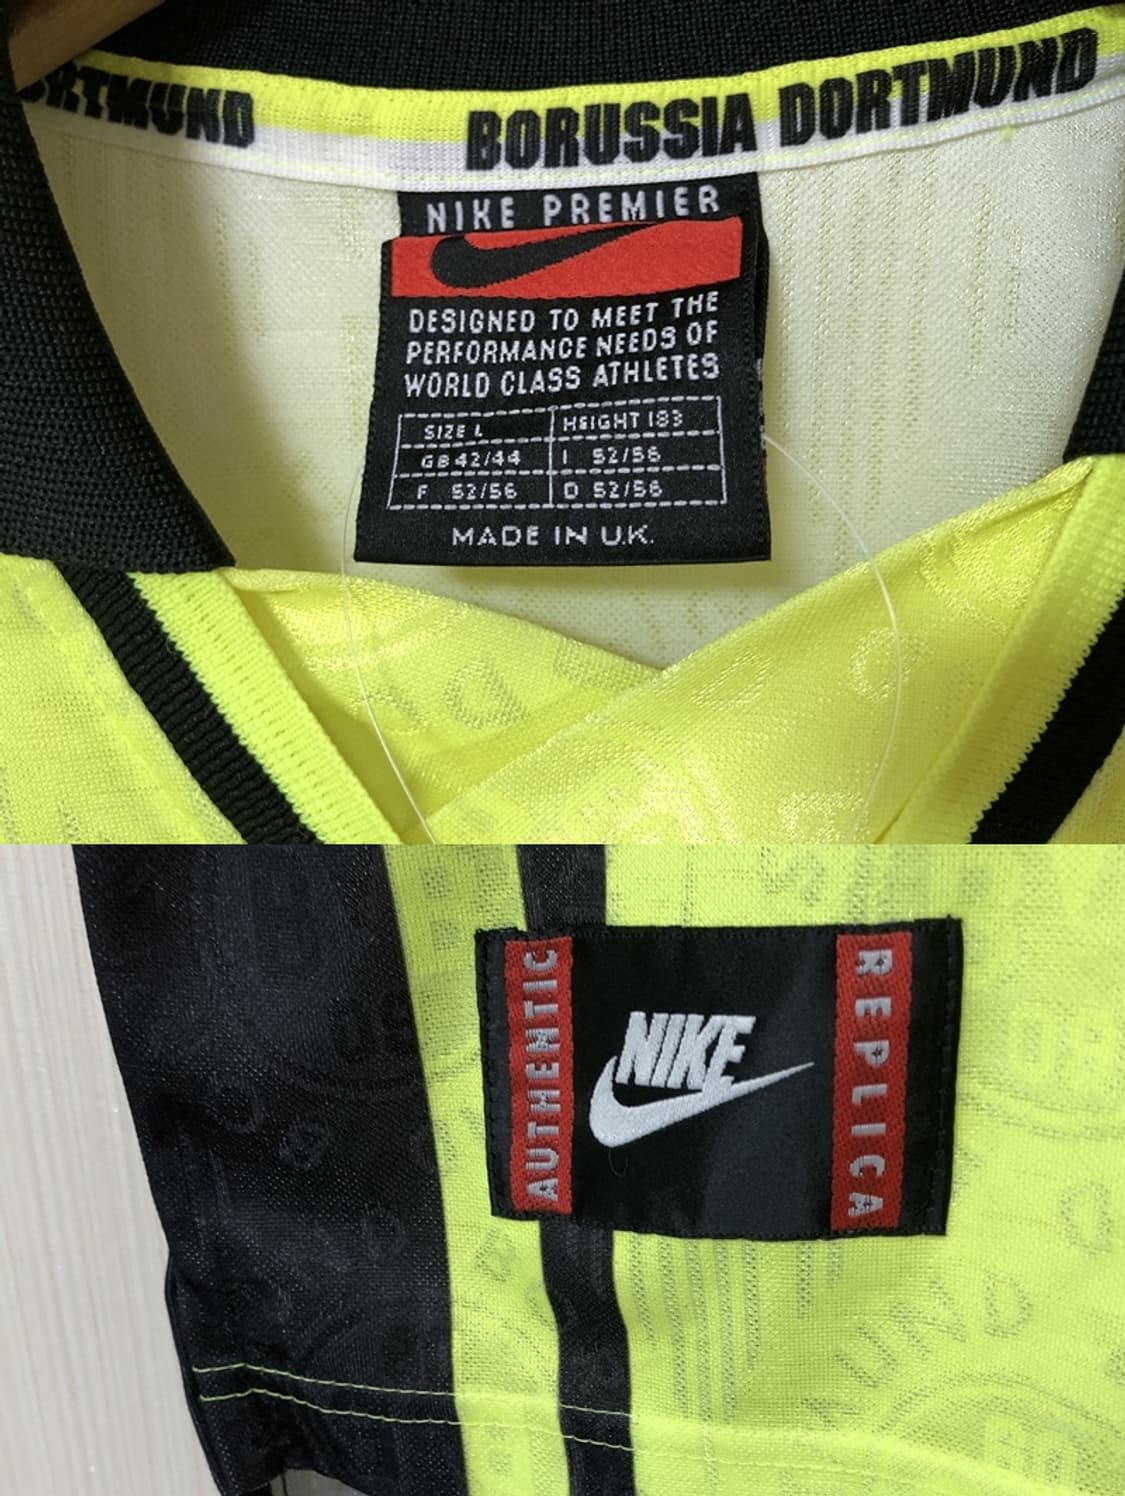 ORTMUND BORUSSIA DORTMUND
NIKE PREMIER
DESIGNED TO MEET THE
PERFORMANCE NEEDS OF
WORLD CLASS ATHLETES
SIZE L HEIGHT 183
GB 42/44 I 52/56
F 52/56 D 52/56
MADE IN U.K.
AUTHENTIC
NIKE
REPLICA